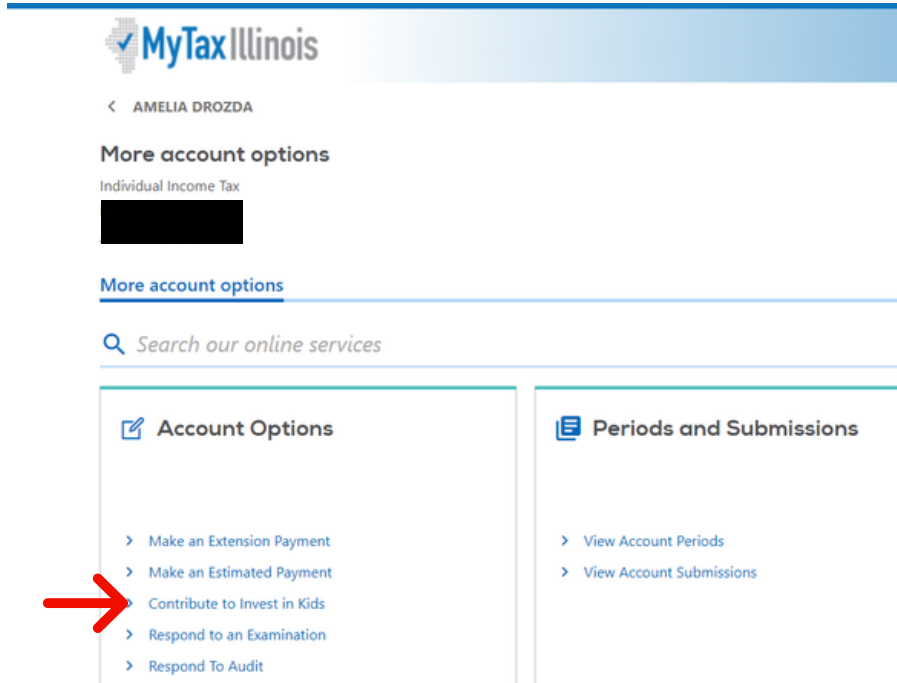 MyTax Illinois
AMELIA DROZDA
More account options
Individual Income Tax
More account options
Search our online services
Account Options
Make an Extension Payment
Make an Estimated Payment
Contribute to Invest in Kids
Respond to an Examination
Respond To Audit
Periods and Submissions
View Account Periods
View Account Submissions